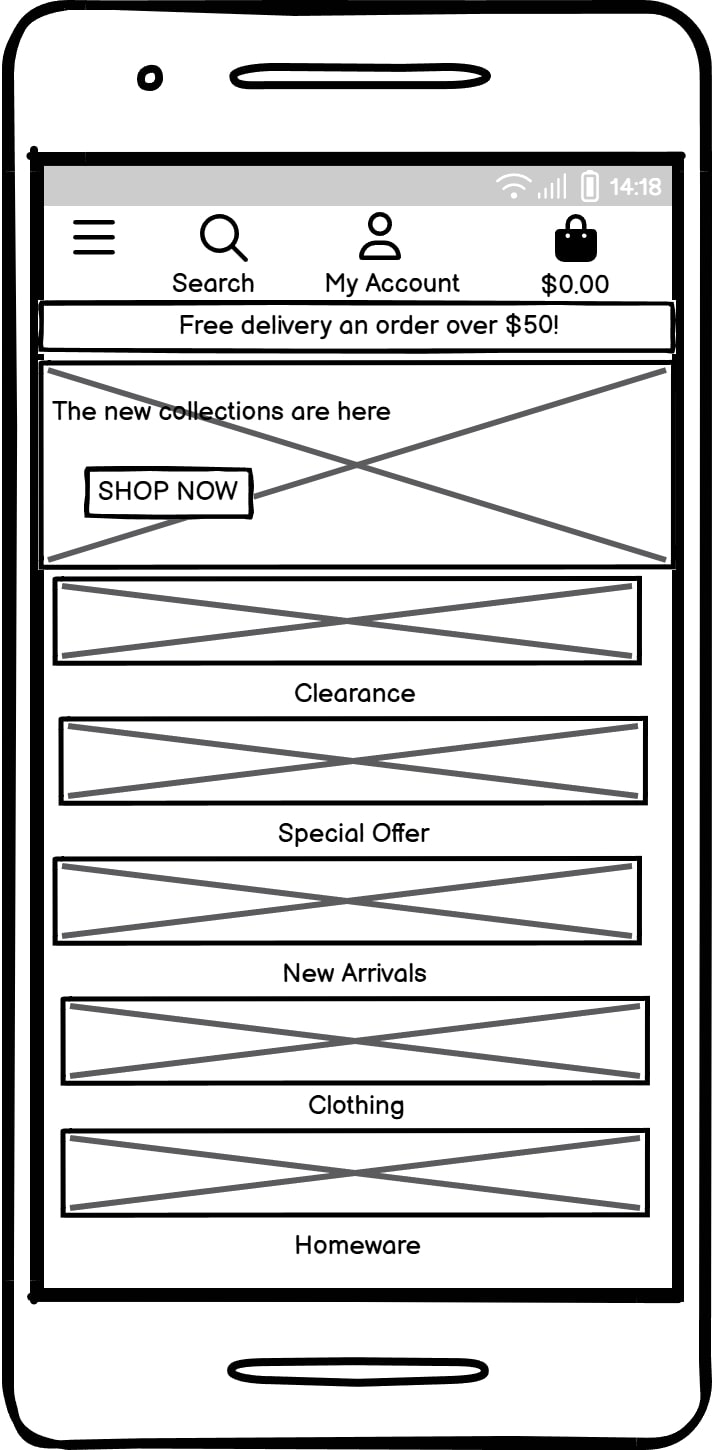 14:18
Search My Account $0.00
Free delivery an order over $50!
The new collections are here
SHOP NOW
Clearance
Special Offer
New Arrivals
Clothing
Homeware